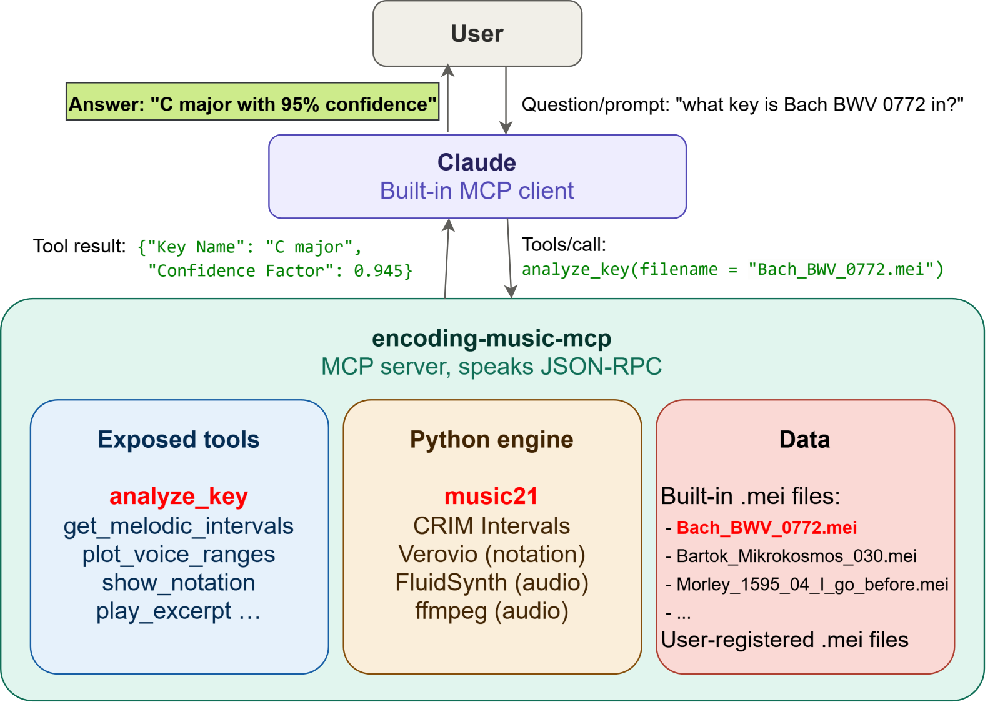 User
Answer: "C major with 95% confidence"
Question/prompt: "what key is Bach BWV 0772 in?"
Claude
Built-in MCP client
Tool result: {"Key Name": "C major",
"Confidence Factor": 0.945}
Tools/call:
analyze_key(filename = "Bach_BWV_0772.mei")
encoding-music-mcp
MCP server, speaks JSON-RPC
Exposed tools
analyze_key
get_melodic_intervals
plot_voice_ranges
show_notation
play_excerpt …
Python engine
music21
CRIM Intervals
Verovio (notation)
FluidSynth (audio)
ffmpeg (audio)
Data
Built-in .mei files:
- Bach_BWV_0772.mei
- Bartok_Mikrokosmos_030.mei
- Morley_1595_04_I_go_before.mei
- ...
User-registered .mei files